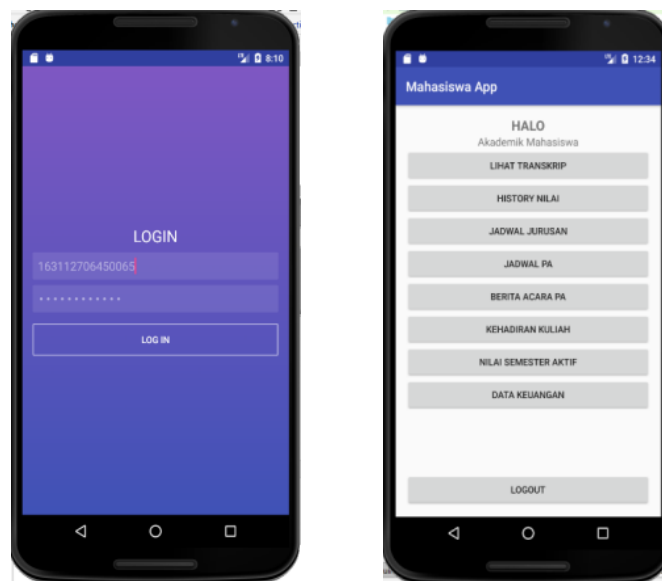 8:10
LOGIN
163112706450065
LOG IN
12:34
Mahasiswa App
HALO
Akademik Mahasiswa
LIHAT TRANSKRIP
HISTORY NILAI
JADWAL JURUSAN
JADWAL PA
BERITA ACARA PA
KEHADIRAN KULIAH
NILAI SEMESTER AKTIF
DATA KEUANGAN
LOGOUT